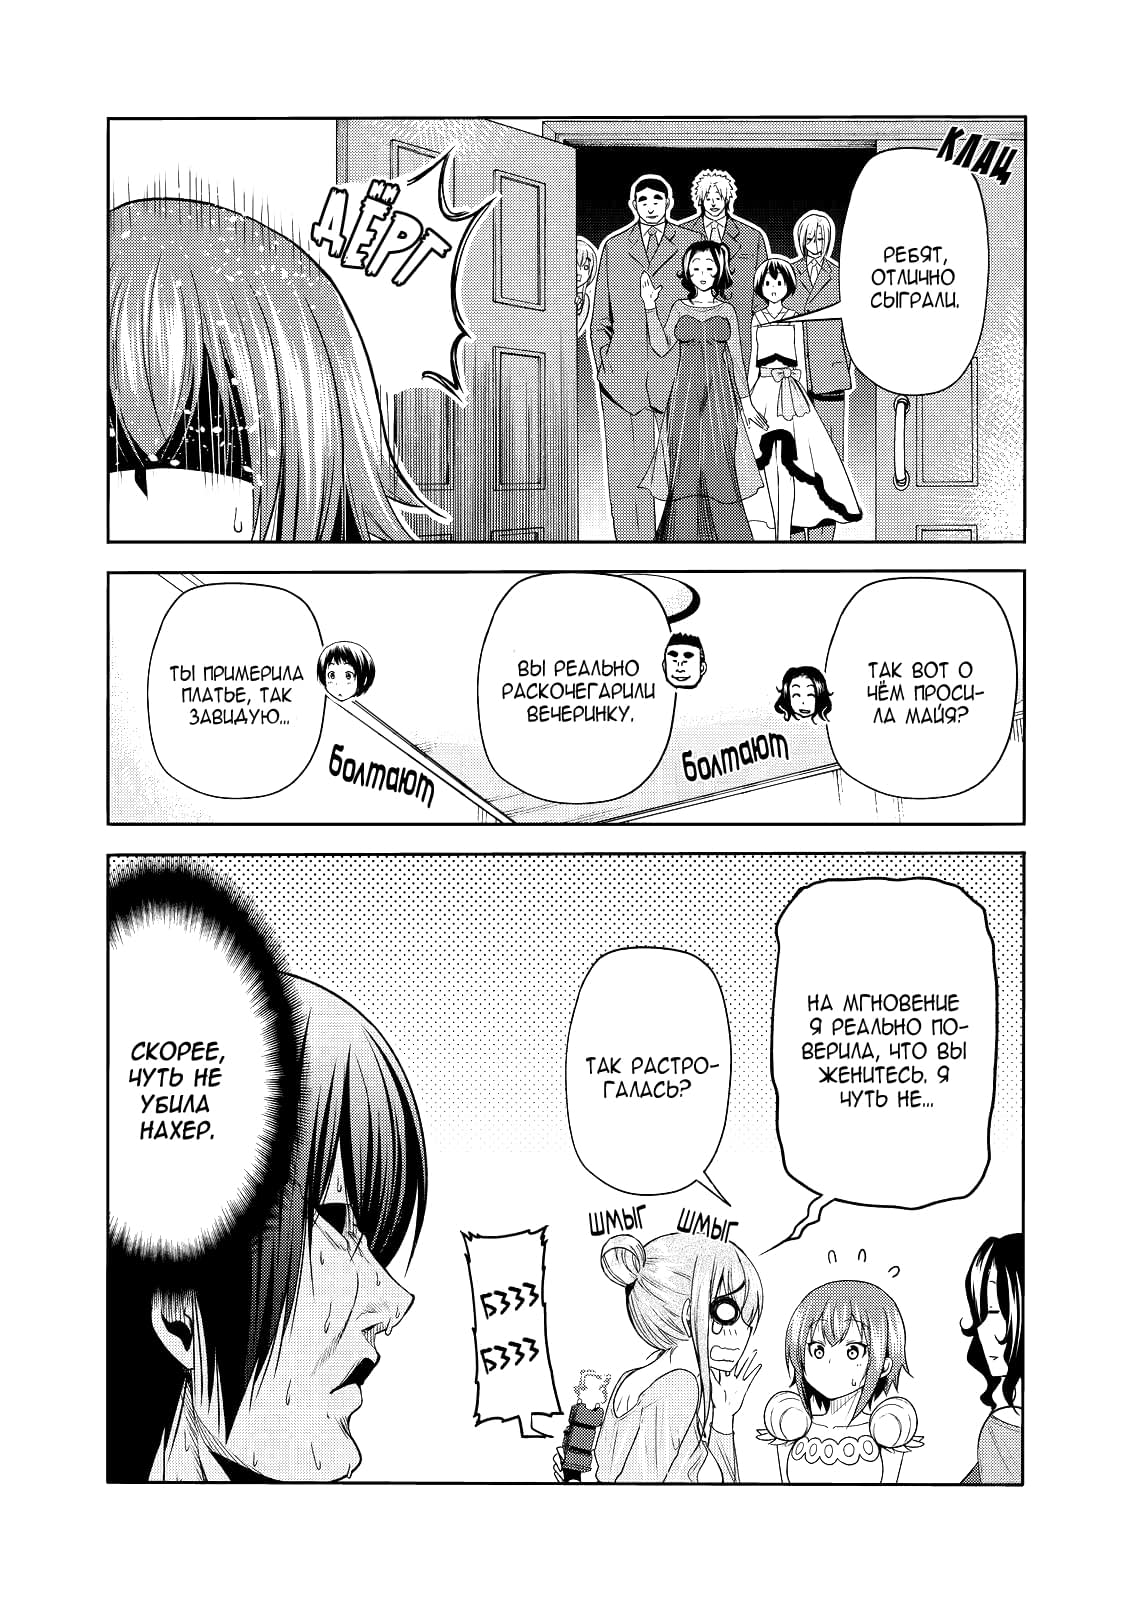 КЛАЦ
РЕБЯТ,
ОТЛИЧНО
СЫГРАЛИ.
ДЁРГ
ТАК ВОТ О
ЧЁМ ПРОСИ-
ЛА МАЙЯ?
БОЛТАЮТ
ВЫ РЕАЛЬНО
РАСКОЧЕГАРИЛИ
ВЕЧЕРИНКУ.
БОЛТАЮТ
ТЫ ПРИМЕРИЛА
ПЛАТЬЕ, ТАК
ЗАВИДУЮ...
НА МГНОВЕНИЕ
Я РЕАЛЬНО ПО-
ВЕРИЛА, ЧТО ВЫ
ЖЕНИТЕСЬ. Я
ЧУТЬ НЕ...
ТАК РАСТРО-
ГАЛАСЬ?
ШМЫГ
ШМЫГ
БЗЗЗ
БЗЗЗ
СКОРЕЕ,
ЧУТЬ НЕ
УБИЛА
НАХЕР.